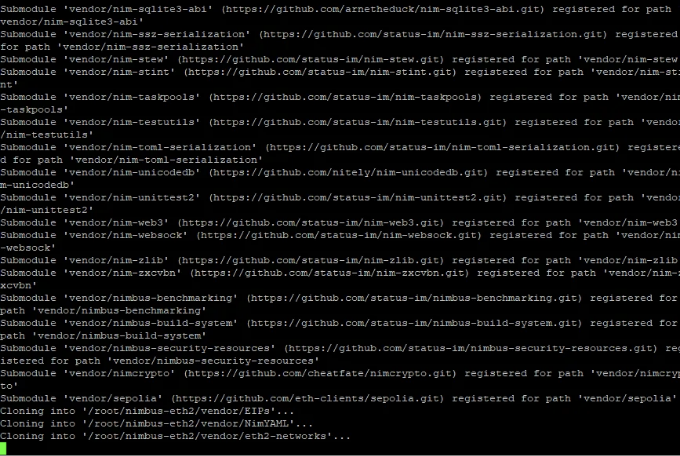 Submodule 'vendor/nim-sqlite3-abi' (https://github.com/arnetheduck/nim-sqlite3-abi.git) registered for path
vendor/nim-sqlite3-abi'
Submodule 'vendor/nim-ssz-serialization' (https://github.com/status-im/nim-ssz-serialization.git) registered
for path 'vendor/nim-ssz-serialization'
Submodule 'vendor/nim-stew' (https://github.com/status-im/nim-stew.git) registered for path 'vendor/nim-stew
Submodule 'vendor/nim-stint' (https://github.com/status-im/nim-stint.git) registered for path 'vendor/nim-sti
nt'
Submodule 'vendor/nim-taskpools' (https://github.com/status-im/nim-taskpools) registered for path 'vendor/nim
-taskpools'
Submodule 'vendor/nim-testutils' (https://github.com/status-im/nim-testutils.git) registered for path 'vendor
/nim-testutils'
Submodule 'vendor/nim-toml-serialization' (https://github.com/status-im/nim-toml-serialization.git) registere
d for path 'vendor/nim-toml-serialization'
Submodule 'vendor/nim-unicodedb' (https://github.com/nitely/nim-unicodedb.git) registered for path 'vendor/ni
m-unicodedb'
Submodule 'vendor/nim-unittest2' (https://github.com/status-im/nim-unittest2.git) registered for path 'vendor
/nim-unittest2'
Submodule 'vendor/nim-web3' (https://github.com/status-im/nim-web3.git) registered for path 'vendor/nim-web3
Submodule 'vendor/nim-websock' (https://github.com/status-im/nim-websock.git) registered for path 'vendor/nim
-websock'
Submodule 'vendor/nim-zlib' (https://github.com/status-im/nim-zlib.git) registered for path 'vendor/nim-zlib
Submodule 'vendor/nim-zxcvbn' (https://github.com/status-im/nim-zxcvbn.git) registered for path 'vendor/nim-z
xcvbn'
Submodule 'vendor/nimbus-benchmarking' (https://github.com/status-im/nimbus-benchmarking.git) registered for
path 'vendor/nimbus-benchmarking'
Submodule 'vendor/nimbus-build-system' (https://github.com/status-im/nimbus-build-system.git) registered for
path 'vendor/nimbus-build-system'
Submodule 'vendor/nimbus-security-resources' (https://github.com/status-im/nimbus-security-resources.git) reg
istered for path 'vendor/nimbus-security-resources'
Submodule 'vendor/nimcrypto' (https://github.com/cheatfate/nimcrypto.git) registered for path 'vendor/nimcryp
to'
Submodule 'vendor/sepolia' (https://github.com/eth-clients/sepolia.git) registered for path 'vendor/sepolia'
Cloning into '/root/nimbus-eth2/vendor/EIPs'...
Cloning into '/root/nimbus-eth2/vendor/NimYAML'...
Cloning into '/root/nimbus-eth2/vendor/eth2-networks'...